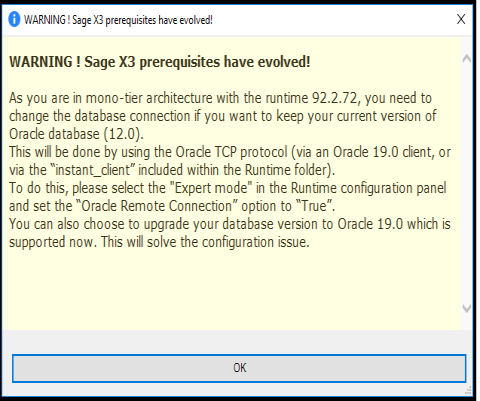 WARNING ! Sage X3 prerequisites have evolved!
X
WARNING ! Sage X3 prerequisites have evolved!
As you are in mono-tier architecture with the runtime 92.2.72, you need to
change the database connection if you want to keep your current version of
Oracle database (12.0).
This will be done by using the Oracle TCP protocol (via an Oracle 19.0 client, or
via the “instant_client” included within the Runtime folder).
To do this, please select the "Expert mode" in the Runtime configuration panel
and set the “Oracle Remote Connection” option to “True”.
You can also choose to upgrade your database version to Oracle 19.0 which is
supported now. This will solve the configuration issue.
OK